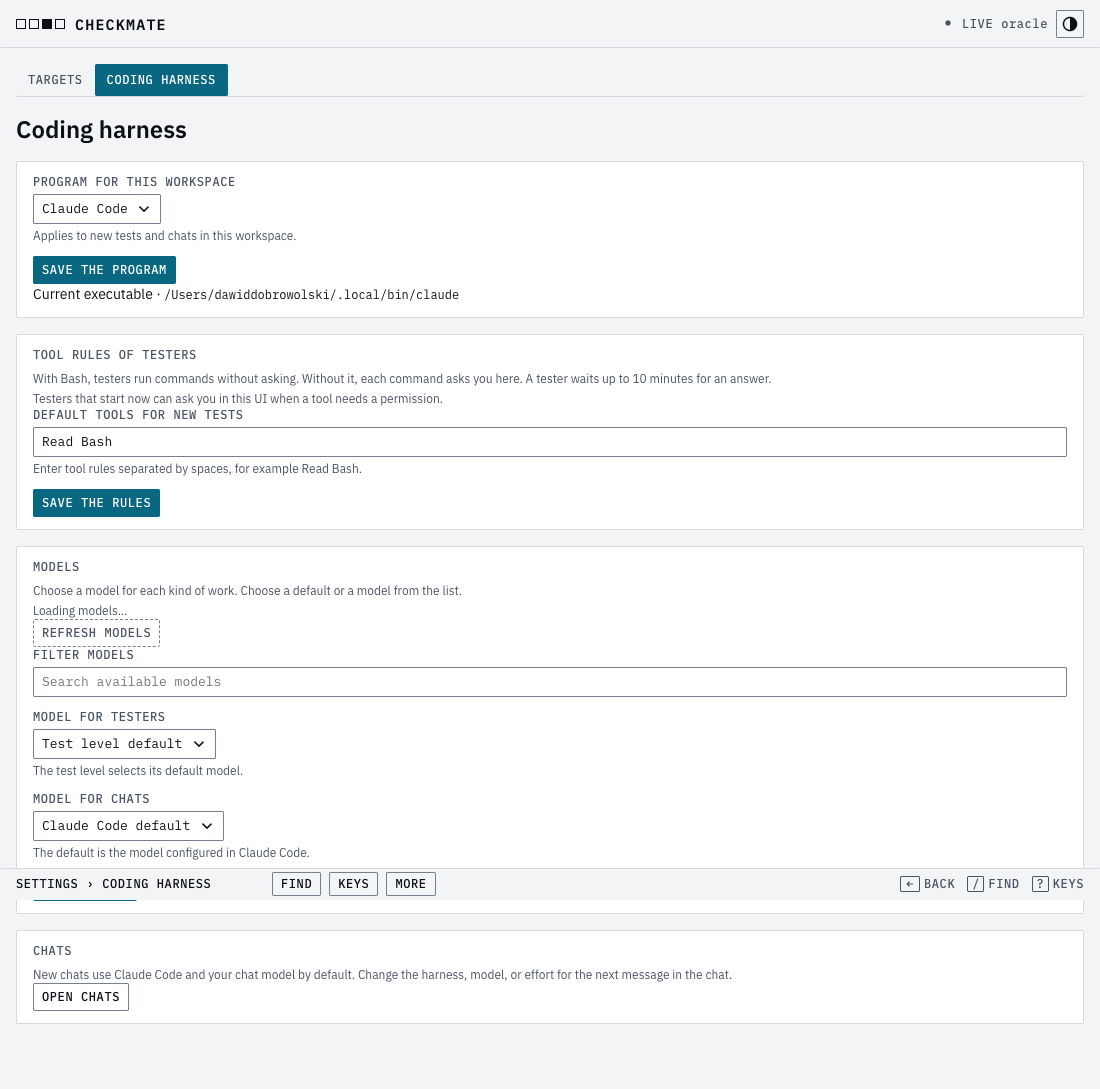 CHECKMATE
LIVE oracle
TARGETS
CODING HARNESS
Coding harness
PROGRAM FOR THIS WORKSPACE
Claude Code
Applies to new tests and chats in this workspace.
SAVE THE PROGRAM
Current executable · /Users/dawiddobrowolski/.local/bin/claude
TOOL RULES OF TESTERS
With Bash, testers run commands without asking. Without it, each command asks you here. A tester waits up to 10 minutes for an answer.
Testers that start now can ask you in this UI when a tool needs a permission.
DEFAULT TOOLS FOR NEW TESTS
Read Bash
Enter tool rules separated by spaces, for example Read Bash.
SAVE THE RULES
MODELS
Choose a model for each kind of work. Choose a default or a model from the list.
Loading models…
REFRESH MODELS
FILTER MODELS
Search available models
MODEL FOR TESTERS
Test level default
The test level selects its default model.
MODEL FOR CHATS
Claude Code default
The default is the model configured in Claude Code.
SETTINGS › CODING HARNESS
FIND
KEYS
MORE
← BACK
/ FIND
? KEYS
CHATS
New chats use Claude Code and your chat model by default. Change the harness, model, or effort for the next message in the chat.
OPEN CHATS